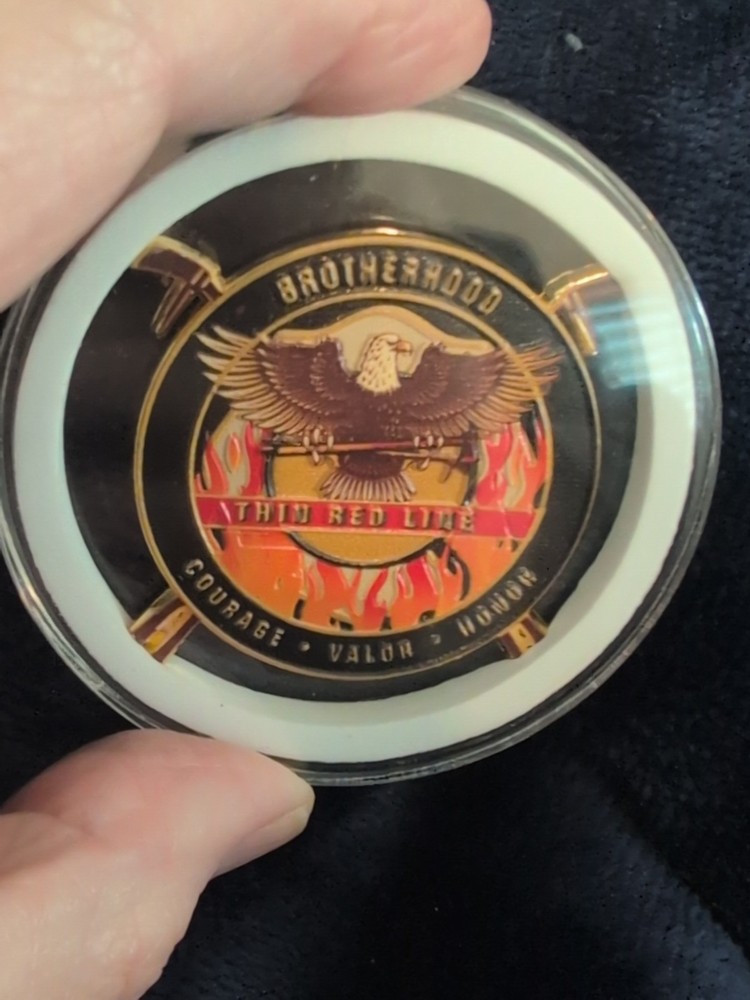 BROTHERHOOD
THIN RED LINE
COURAGE • VALOR • HONOR